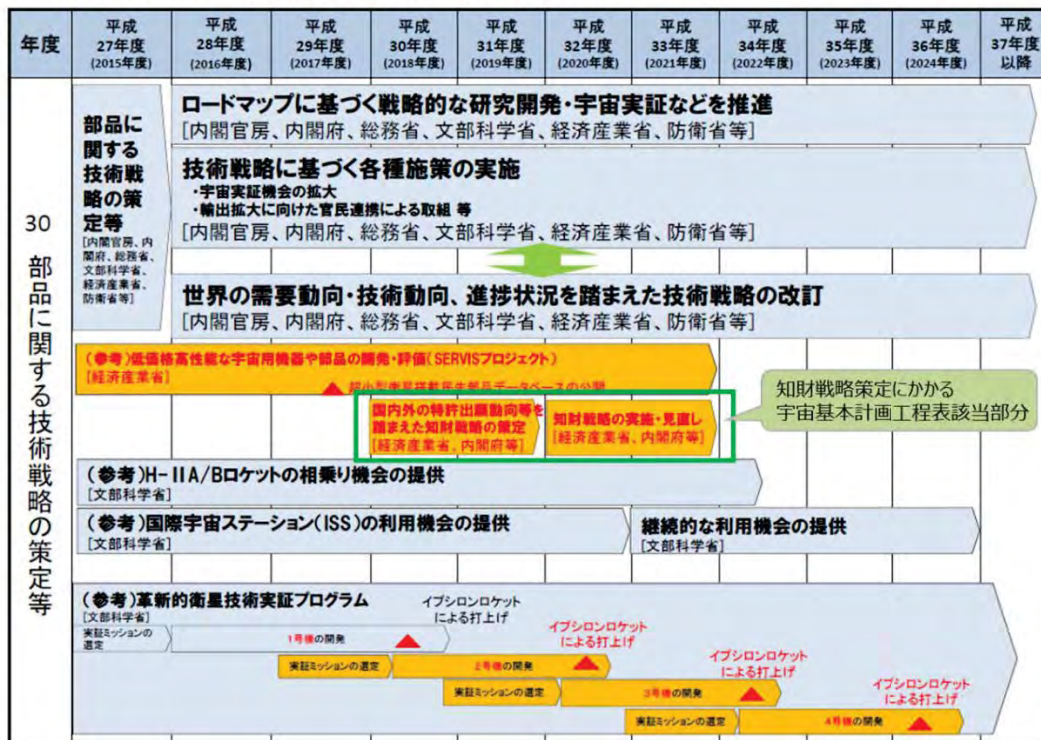 年度
平成
27年度
(2015年度)
平成
28年度
(2016年度)
平成
29年度
(2017年度)
平成
30年度
(2018年度)
平成
31年度
(2019年度)
平成
32年度
(2020年度)
平成
33年度
(2021年度)
平成
34年度
(2022年度)
平成
35年度
(2023年度)
平成
36年度
(2024年度)
平成
37年度
以降
30 部品に関する技術戦略の策定等
部品に
関する
技術戦
略の策
定等
[内閣官房、内
閣府、総務省、
文部科学省、
経済産業省、
防衛省等]
ロードマップに基づく戦略的な研究開発・宇宙実証などを推進
[内閣官房、内閣府、総務省、文部科学省、経済産業省、防衛省等]
技術戦略に基づく各種施策の実施
・宇宙実証機会の拡大
・輸出拡大に向けた官民連携による取組 等
[内閣官房、内閣府、総務省、文部科学省、経済産業省、防衛省等]
世界の需要動向・技術動向、進捗状況を踏まえた技術戦略の改訂
[内閣官房、内閣府、総務省、文部科学省、経済産業省、防衛省等]
(参考)低価格高性能な宇宙用機器や部品の開発・評価(SERVISプロジェクト)
[経済産業省]
超小型衛星搭載民生部品データベースの公開
国内外の特許出願動向等を
踏まえた知財戦略の策定
[経済産業省、内閣府等]
知財戦略の実施・見直し
[経済産業省、内閣府等]
知財戦略策定にかかる
宇宙基本計画工程表該当部分
(参考)H-ⅡA/Bロケットの相乗り機会の提供
[文部科学省]
(参考)国際宇宙ステーション(ISS)の利用機会の提供
[文部科学省]
継続的な利用機会の提供
[文部科学省]
(参考)革新的衛星技術実証プログラム
[文部科学省]
実証ミッションの
選定
1号機の開発
イプシロンロケット
による打上げ
実証ミッションの選定
2号機の開発
イプシロンロケット
による打上げ
実証ミッションの選定
3号機の開発
イプシロンロケット
による打上げ
実証ミッションの選定
4号機の開発
イプシロンロケット
による打上げ